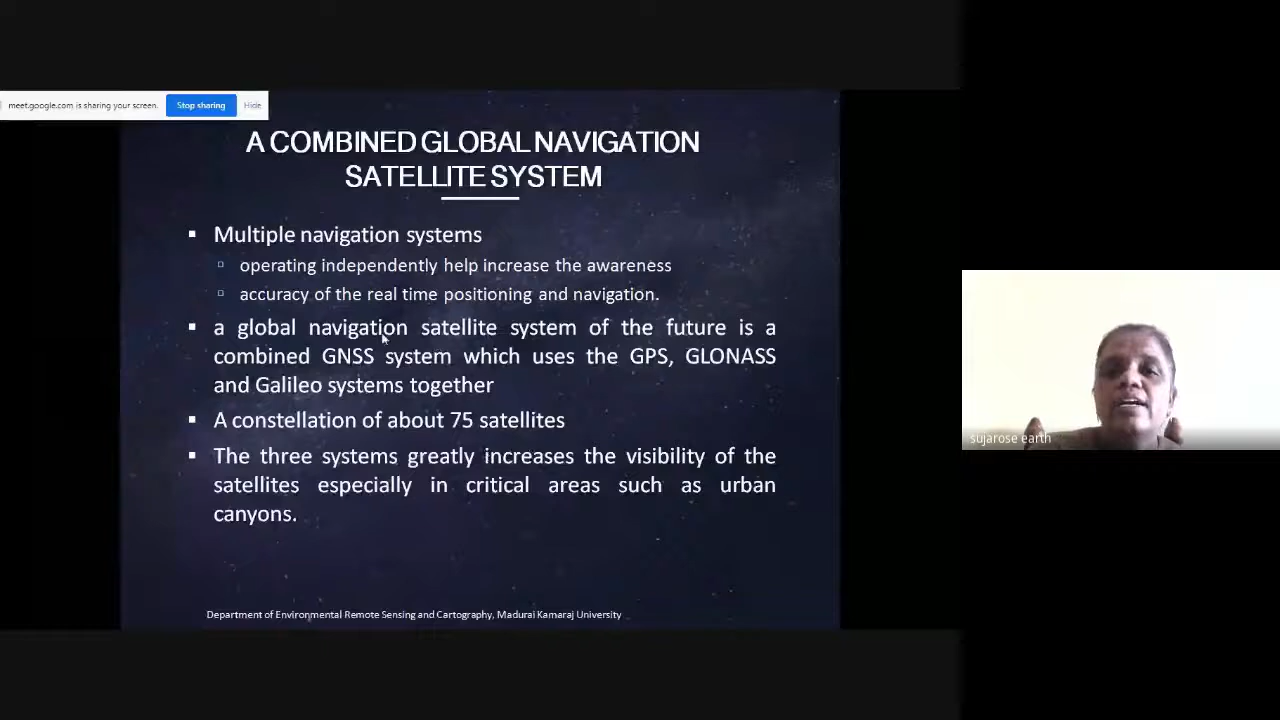 meet.google.com is sharing your screen. Stop sharing Hide
A COMBINED GLOBAL NAVIGATION
SATELLITE SYSTEM
▪ Multiple navigation systems
▫ operating independently help increase the awareness
▫ accuracy of the real time positioning and navigation.
▪ a global navigation satellite system of the future is a
combined GNSS system which uses the GPS, GLONASS
and Galileo systems together
▪ A constellation of about 75 satellites
▪ The three systems greatly increases the visibility of the
satellites especially in critical areas such as urban
canyons.
sujarose earth
Department of Environmental Remote Sensing and Cartography, Madurai Kamaraj University